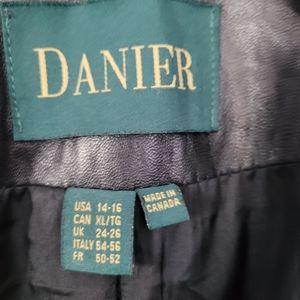 DANIER
USA 14-16
CAN XL/TG
UK 24-26
ITALY 54-56
FR 50-52
MADE IN
CANADA